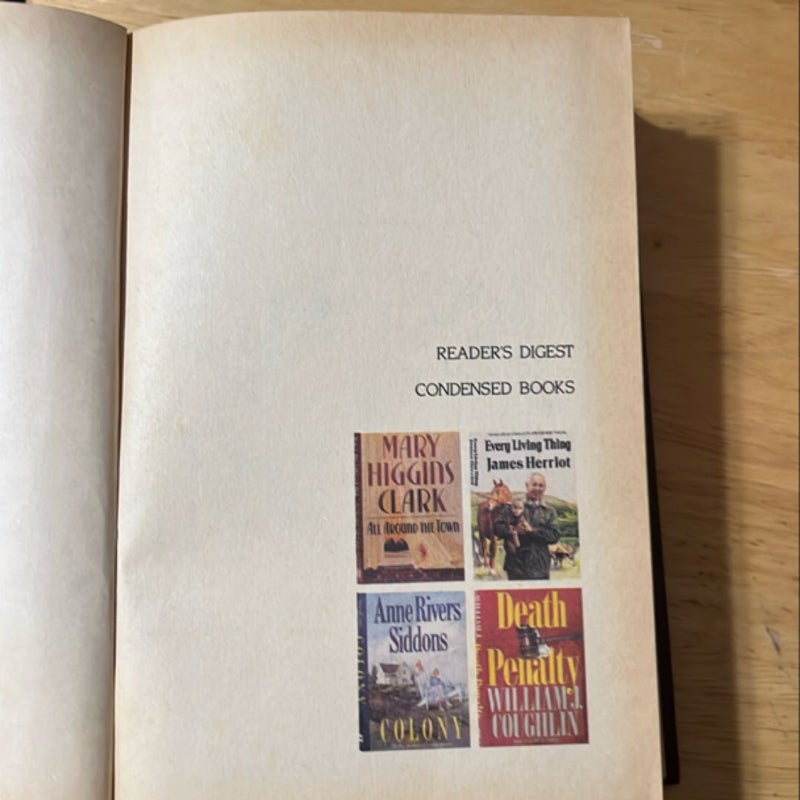 READER'S DIGEST
CONDENSED BOOKS
MARY
HIGGINS
CLARK
ALL AROUND THE TOWN
Every Living Thing
James Herriot
Anne Rivers
Siddons
COLONY
Death
Penalty
WILLIAM J.
COUGHLIN